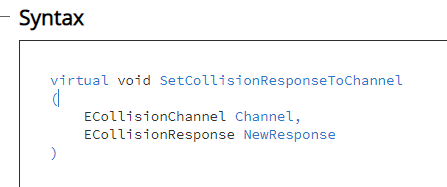 Syntax
virtual void SetCollisionResponseToChannel
(
    ECollisionChannel Channel,
    ECollisionResponse NewResponse
)